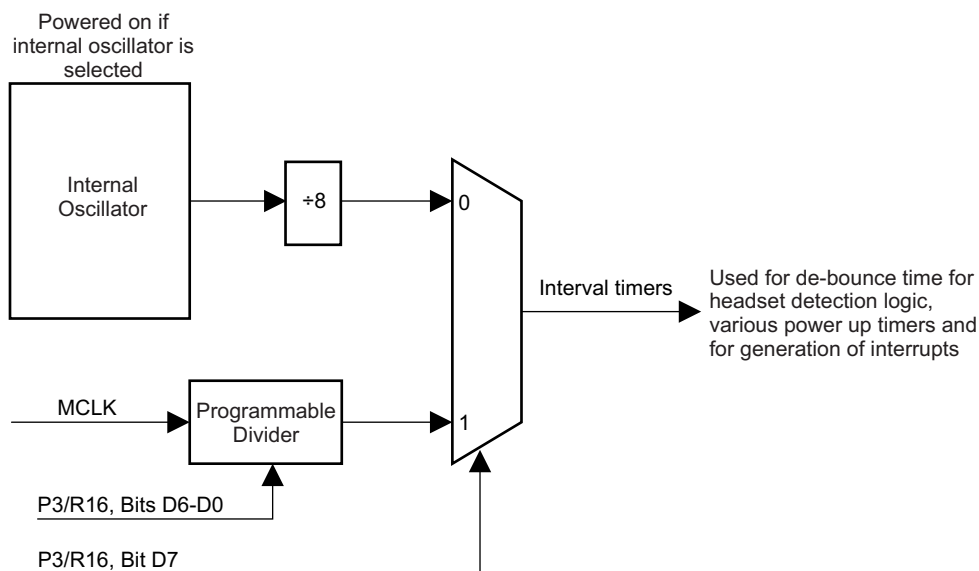 Powered on if
internal oscillator is
selected
Internal
Oscillator
÷8
0
Interval timers
Used for de-bounce time for
headset detection logic,
various power up timers and
for generation of interrupts
MCLK
Programmable
Divider
1
P3/R16, Bits D6-D0
P3/R16, Bit D7